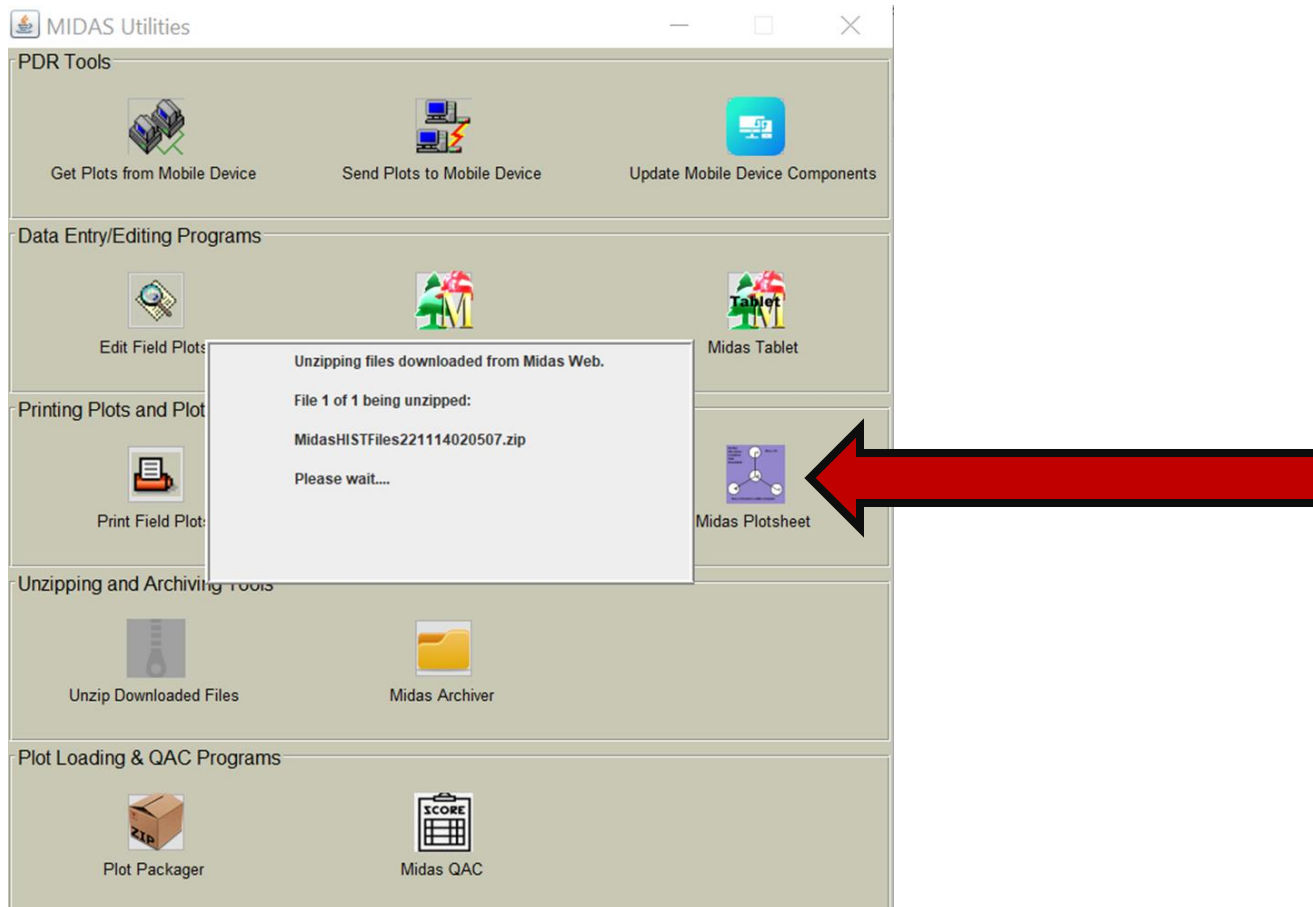 MIDAS Utilities
PDR Tools
Get Plots from Mobile Device
Send Plots to Mobile Device
Update Mobile Device Components
Data Entry/Editing Programs
M
Tablet
M
Edit Field Plots
Midas Tablet
Unzipping files downloaded from Midas Web.
File 1 of 1 being unzipped:
MidasHISTFiles221114020507.zip
Please wait....
Printing Plots and Plot
Print Field Plots
Midas Plotsheet
Unzipping and Archiving Tools
Unzip Downloaded Files
Midas Archiver
Plot Loading & QAC Programs
ZIP
SCORE
Plot Packager
Midas QAC